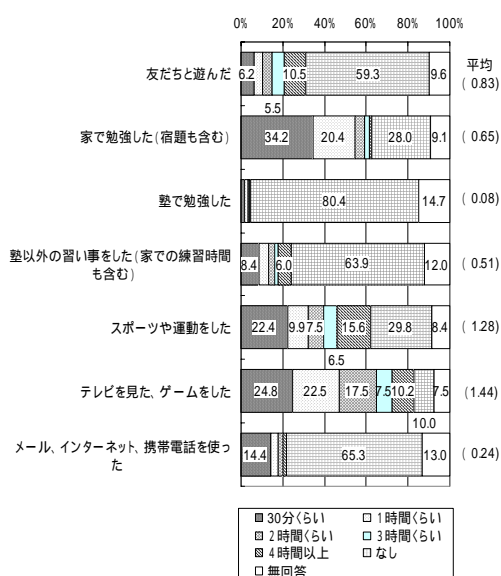 0% 20% 40% 60% 80% 100%
平均
友だちと遊んだ 6.2 10.5 59.3 9.6 ( 0.83)
5.5
家で勉強した(宿題も含む) 34.2 20.4 28.0 9.1 ( 0.65)
塾で勉強した 80.4 14.7 ( 0.08)
塾以外の習い事をした(家での練習時間
も含む) 8.4 6.0 63.9 12.0 ( 0.51)
スポーツや運動をした 22.4 9.9 7.5 15.6 29.8 8.4 ( 1.28)
6.5
テレビを見た、ゲームをした 24.8 22.5 17.5 7.5 10.2 7.5 (1.44)
10.0
メール、インターネット、携帯電話を使っ
た 14.4 65.3 13.0 ( 0.24)
30分くらい 1時間くらい
2時間くらい 3時間くらい
4時間以上 なし
無回答